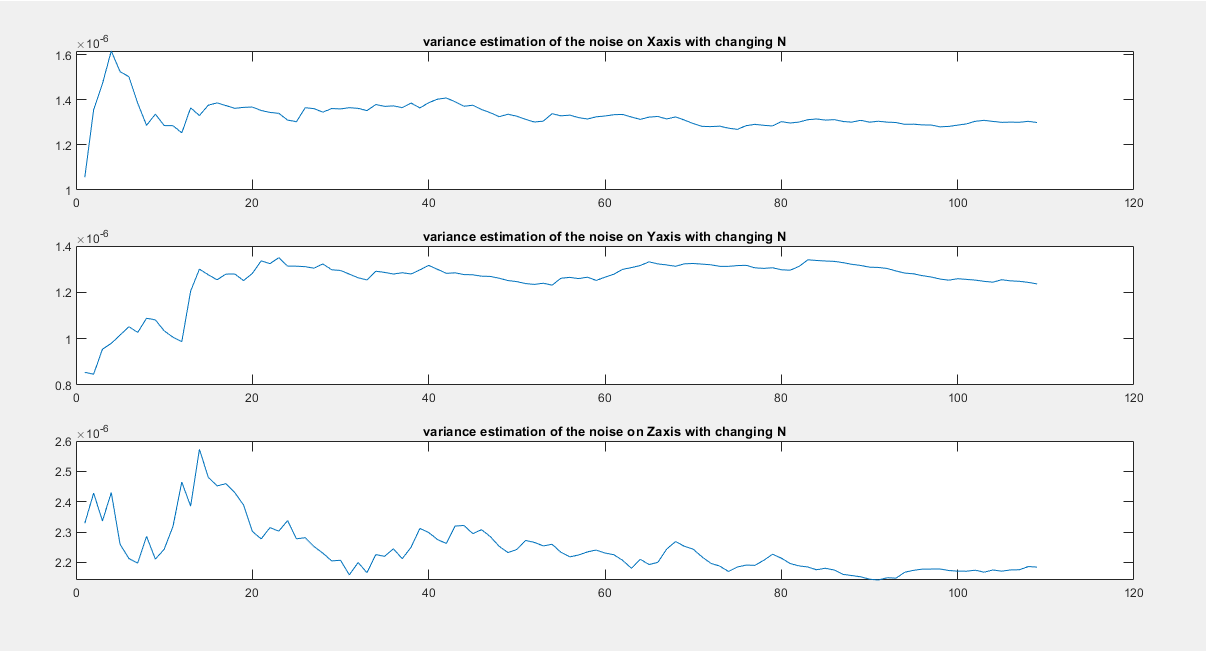 variance estimation of the noise on Xaxis with changing N
×10-6
1.6
1.4
1.2
1
0 20 40 60 80 100 120
variance estimation of the noise on Yaxis with changing N
×10-6
1.4
1.2
1
0.8
0 20 40 60 80 100 120
variance estimation of the noise on Zaxis with changing N
×10-6
2.6
2.5
2.4
2.3
2.2
0 20 40 60 80 100 120